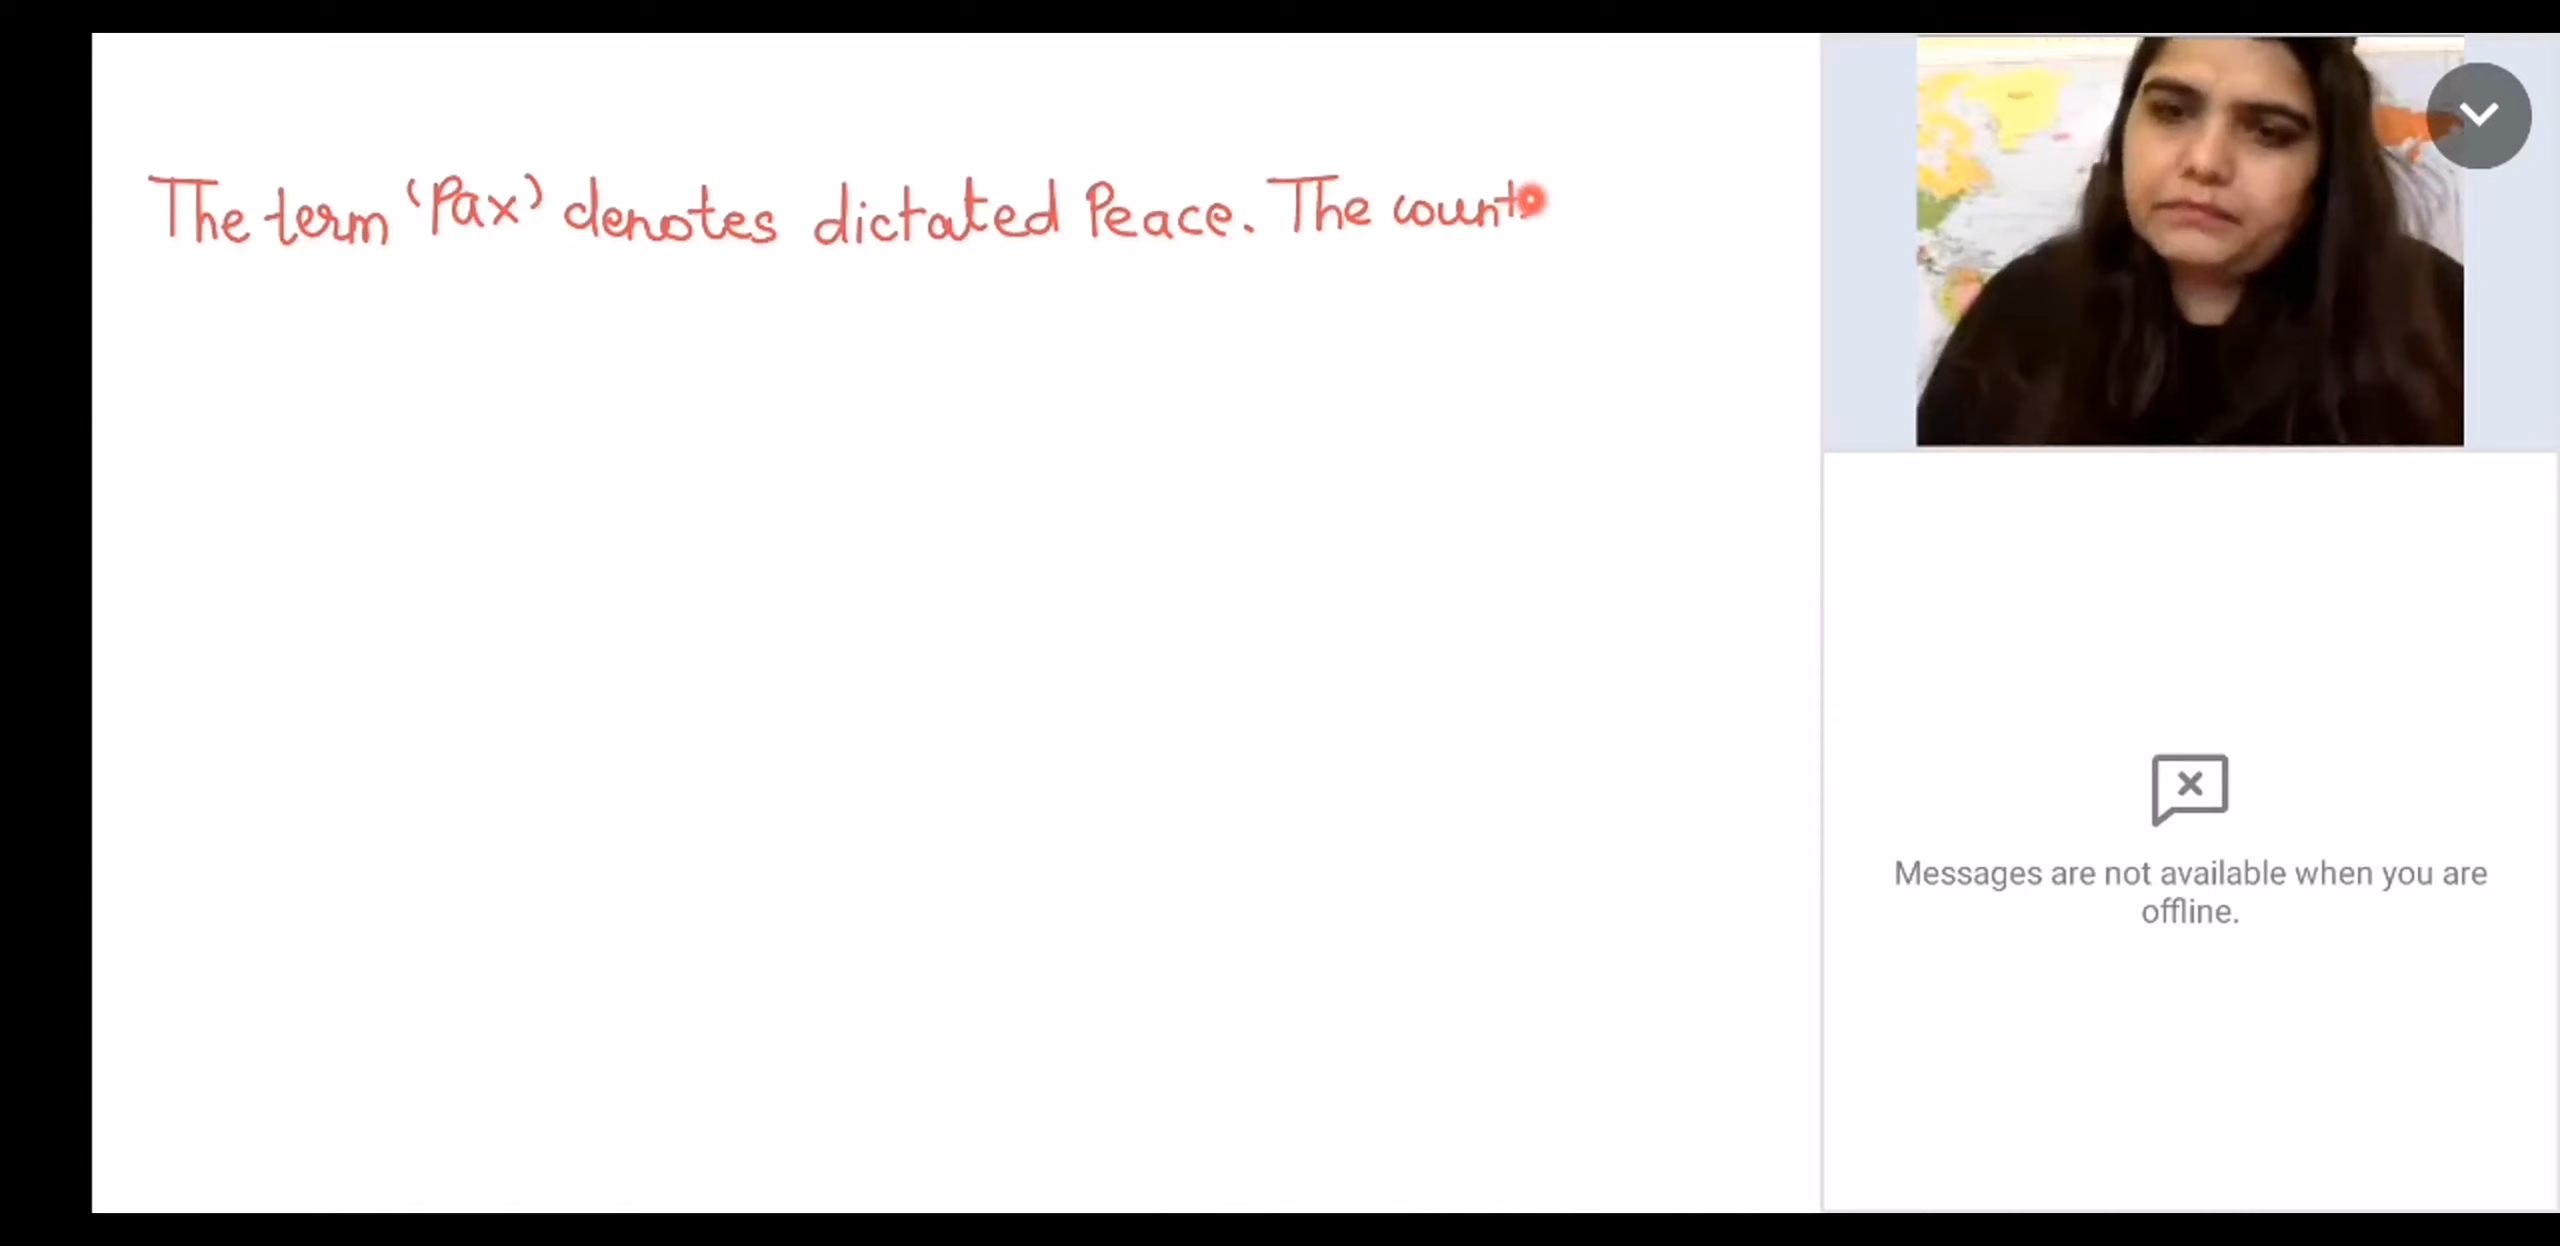 The term 'Pax' denotes dictated Peace. The count
Messages are not available when you are
offline.